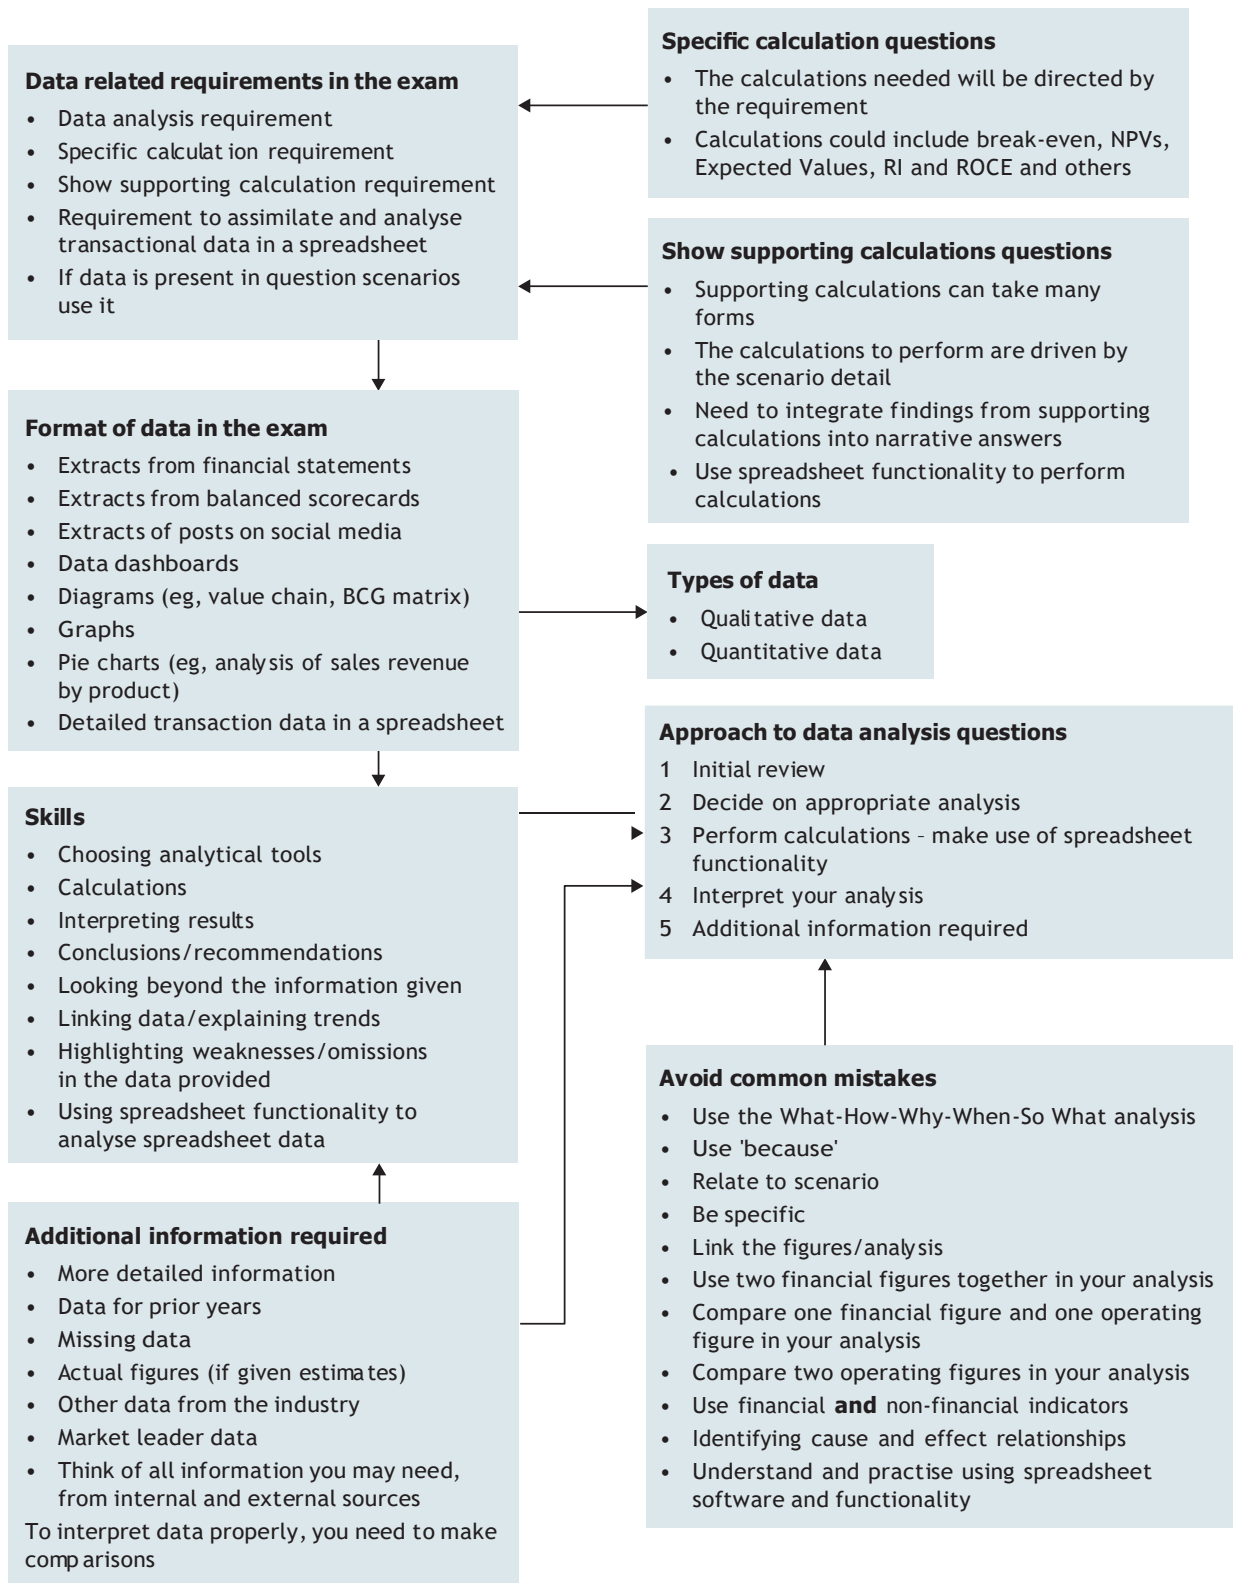 Data related requirements in the exam
• Data analysis requirement
• Specific calculation requirement
• Show supporting calculation requirement
• Requirement to assimilate and analyse
transactional data in a spreadsheet
• If data is present in question scenarios
use it
Specific calculation questions
• The calculations needed will be directed by
the requirement
• Calculations could include break-even, NPVs,
Expected Values, RI and ROCE and others
Show supporting calculations questions
• Supporting calculations can take many
forms
• The calculations to perform are driven by
the scenario detail
• Need to integrate findings from supporting
calculations into narrative answers
• Use spreadsheet functionality to perform
calculations
Format of data in the exam
• Extracts from financial statements
• Extracts from balanced scorecards
• Extracts of posts on social media
• Data dashboards
• Diagrams (eg, value chain, BCG matrix)
• Graphs
• Pie charts (eg, analysis of sales revenue
by product)
• Detailed transaction data in a spreadsheet
Types of data
• Qualitative data
• Quantitative data
Skills
• Choosing analytical tools
• Calculations
• Interpreting results
• Conclusions/recommendations
• Looking beyond the information given
• Linking data/explaining trends
• Highlighting weaknesses/omissions
in the data provided
• Using spreadsheet functionality to
analyse spreadsheet data
Approach to data analysis questions
1 Initial review
2 Decide on appropriate analysis
3 Perform calculations – make use of spreadsheet
functionality
4 Interpret your analysis
5 Additional information required
Additional information required
• More detailed information
• Data for prior years
• Missing data
• Actual figures (if given estimates)
• Other data from the industry
• Market leader data
• Think of all information you may need,
from internal and external sources
To interpret data properly, you need to make
comparisons
Avoid common mistakes
• Use the What-How-Why-When-So What analysis
• Use 'because'
• Relate to scenario
• Be specific
• Link the figures/analysis
• Use two financial figures together in your analysis
• Compare one financial figure and one operating
figure in your analysis
• Compare two operating figures in your analysis
• Use financial and non-financial indicators
• Identifying cause and effect relationships
• Understand and practise using spreadsheet
software and functionality